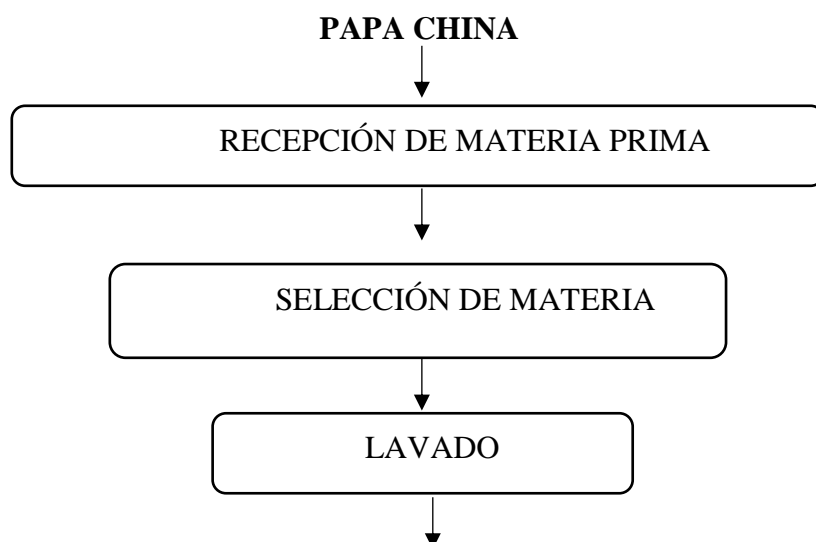 PAPA CHINA
RECEPCIÓN DE MATERIA PRIMA
SELECCIÓN DE MATERIA
LAVADO